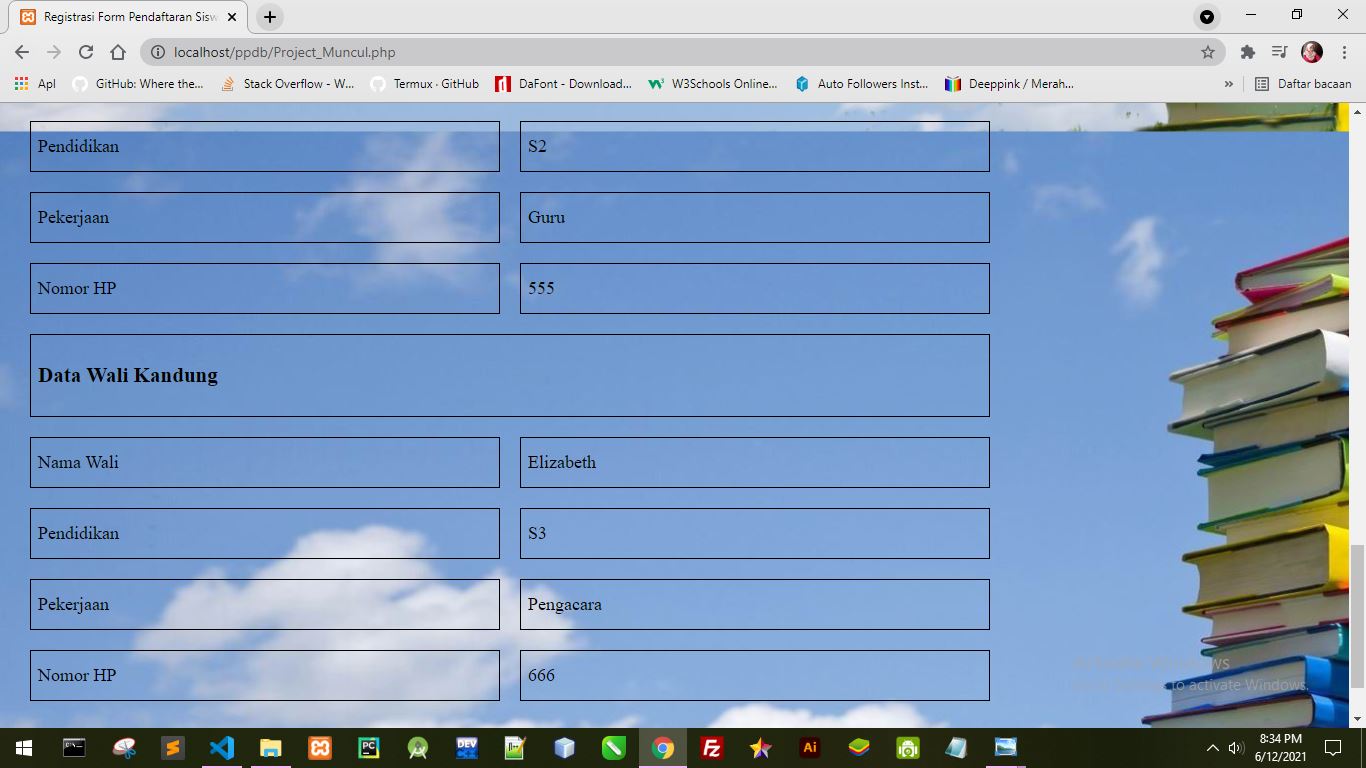 Registrasi Form Pendaftaran Sisw
localhost/ppdb/Project_Muncul.php
Apl GitHub: Where the... Stack Overflow - W... Termux · GitHub DaFont - Download... W3Schools Online... Auto Followers Inst... Deeppink / Merah... » Daftar bacaan
Pendidikan S2
Pekerjaan Guru
Nomor HP 555
Data Wali Kandung
Nama Wali Elizabeth
Pendidikan S3
Pekerjaan Pengacara
Nomor HP 666
Activate Windows
to activate Windows.
8:34 PM
6/12/2021